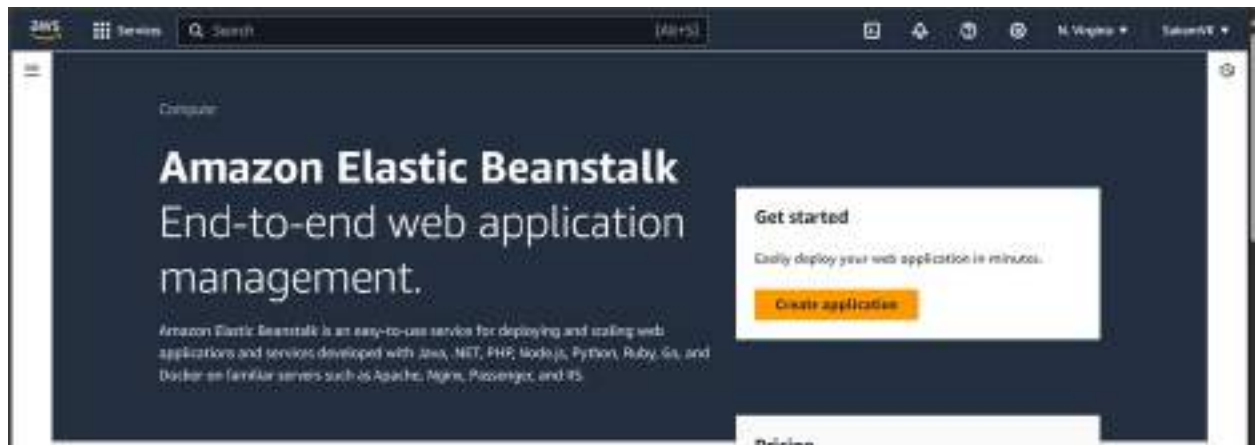 aws
Services
Search
[Alt+S]
N. Virginia
Compute
Amazon Elastic Beanstalk
End-to-end web application
management.
Amazon Elastic Beanstalk is an easy-to-use service for deploying and scaling web
applications and services developed with Java, .NET, PHP, Node.js, Python, Ruby, Go, and
Docker on familiar servers such as Apache, Nginx, Passenger, and IIS
Get started
Easily deploy your web application in minutes.
Create application
Pricing